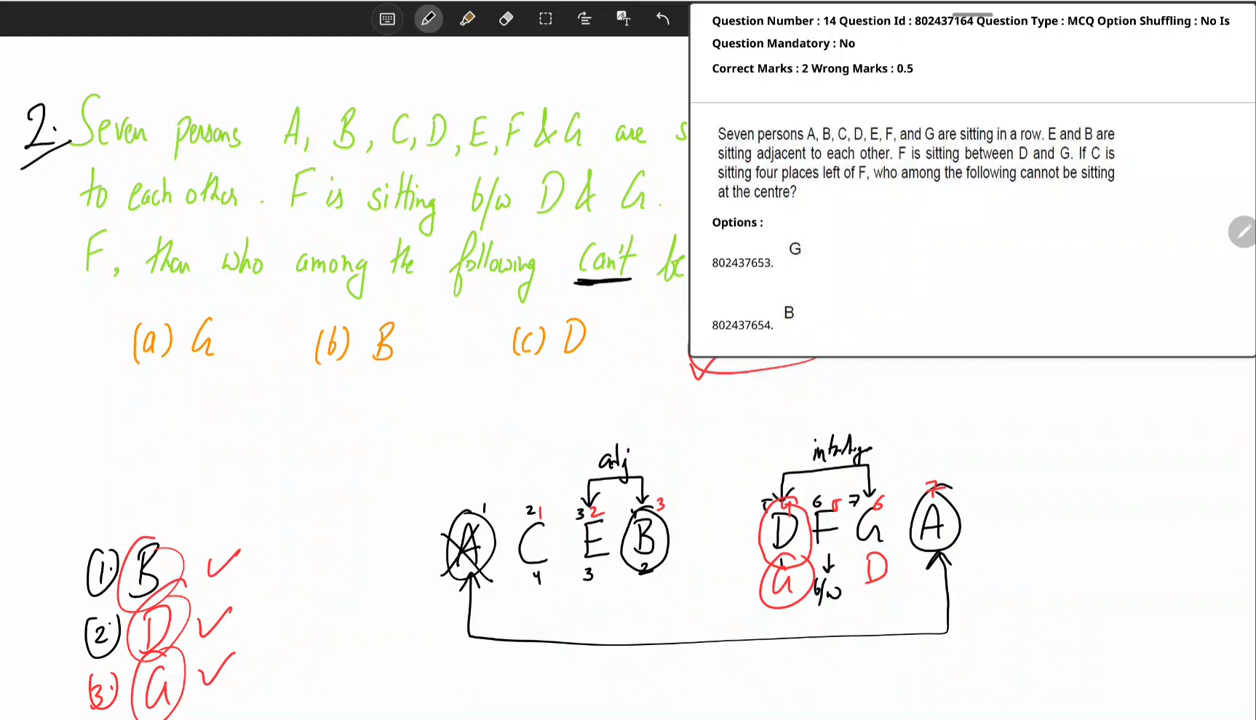 Question Number : 14 Question Id : 802437164 Question Type : MCQ Option Shuffling : No Is
Question Mandatory : No
Correct Marks : 2 Wrong Marks : 0.5
Seven persons A, B, C, D, E, F, and G are sitting in a row. E and B are
sitting adjacent to each other. F is sitting between D and G. If C is
sitting four places left of F, who among the following cannot be sitting
at the centre?
Options :
G
802437653.
B
802437654.
2. Seven persons A, B, C, D, E, F & G are s
to each other. F is sitting b/w D & G.
F, then who among the following can't be
(a) G (b) B (c) D
adj
1 2 1 3 2 3 6 5 7 6 7
A C E B D F G A
4 3 2 G b/w D
1. B
2. D
3. G